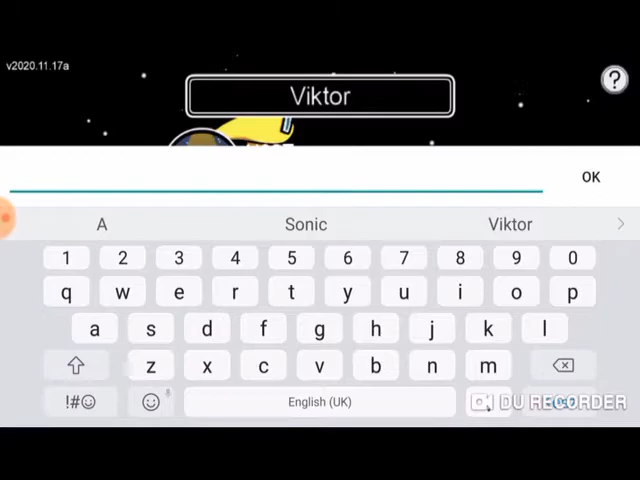 v2020.11.17a
Viktor
?
OK
A Sonic Viktor
1 2 3 4 5 6 7 8 9 0
q w e r t y u i o p
a s d f g h j k l
z x c v b n m
!#☺ English (UK) DU RECORDER